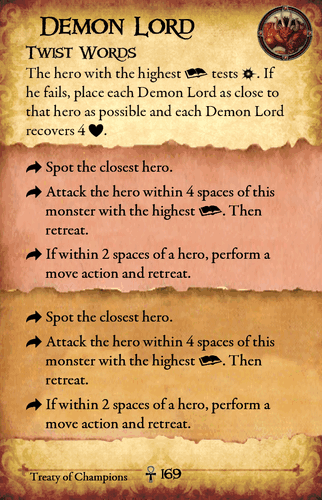 Demon Lord
Twist Words
The hero with the highest tests . If
he fails, place each Demon Lord as close to
that hero as possible and each Demon Lord
recovers 4 ♥.
Spot the closest hero.
Attack the hero within 4 spaces of this
monster with the highest . Then
retreat.
If within 2 spaces of a hero, perform a
move action and retreat.
Spot the closest hero.
Attack the hero within 4 spaces of this
monster with the highest . Then
retreat.
If within 2 spaces of a hero, perform a
move action and retreat.
Treaty of Champions ☥ 169